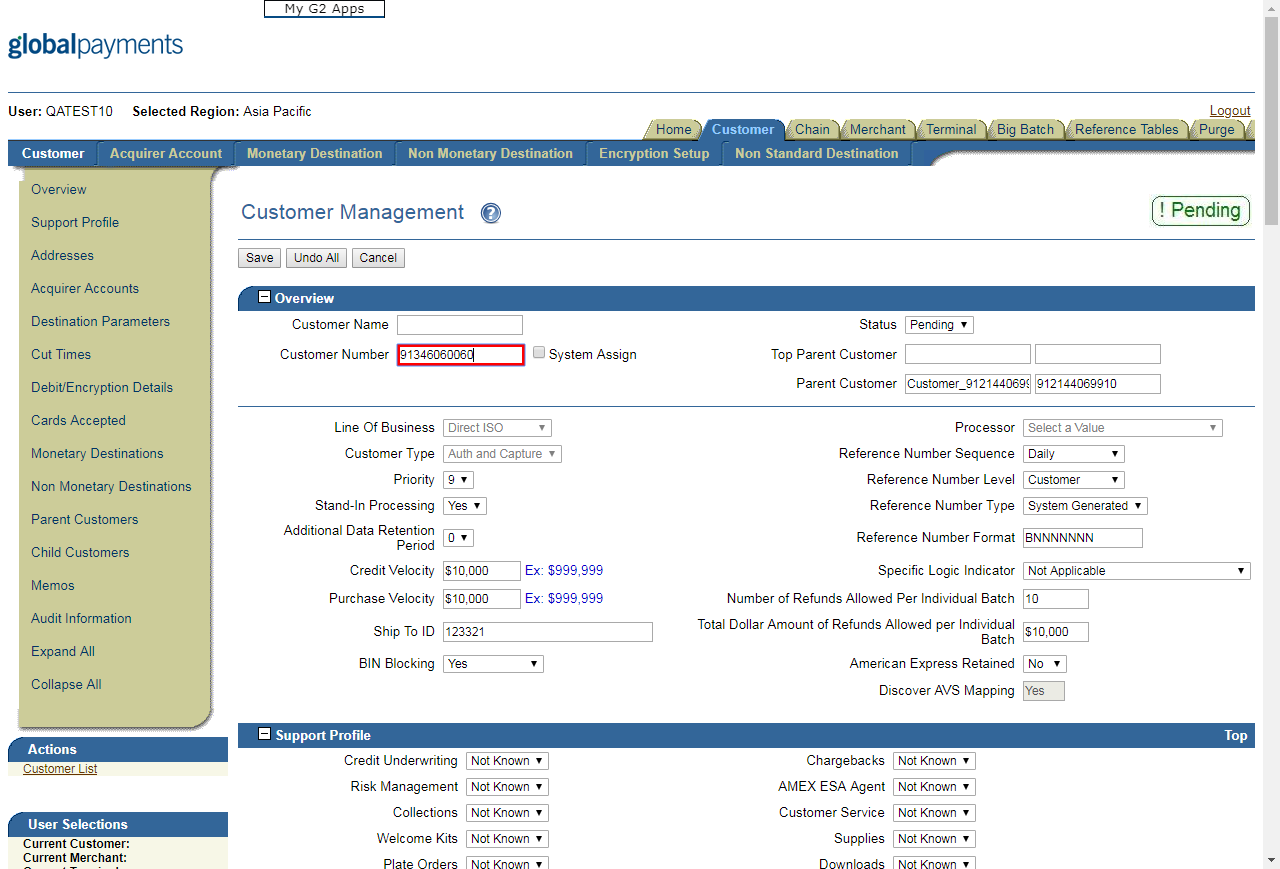 My G2 Apps
globalpayments
User: QATEST10 Selected Region: Asia Pacific
Logout
Home Customer Chain Merchant Terminal Big Batch Reference Tables Purge
Customer Acquirer Account Monetary Destination Non Monetary Destination Encryption Setup Non Standard Destination
Overview
Support Profile
Addresses
Acquirer Accounts
Destination Parameters
Cut Times
Debit/Encryption Details
Cards Accepted
Monetary Destinations
Non Monetary Destinations
Parent Customers
Child Customers
Memos
Audit Information
Expand All
Collapse All
Actions
Customer List
User Selections
Current Customer:
Current Merchant:
Customer Management ?
! Pending
Save Undo All Cancel
Overview
Customer Name
Status Pending
Customer Number 91346060060 System Assign
Top Parent Customer
Parent Customer Customer_9121440699 912144069910
Line Of Business Direct ISO
Processor Select a Value
Customer Type Auth and Capture
Reference Number Sequence Daily
Priority 9
Reference Number Level Customer
Stand-In Processing Yes
Reference Number Type System Generated
Additional Data Retention
Period 0
Reference Number Format BNNNNNNN
Credit Velocity $10,000 Ex: $999,999
Specific Logic Indicator Not Applicable
Purchase Velocity $10,000 Ex: $999,999
Number of Refunds Allowed Per Individual Batch 10
Ship To ID 123321
Total Dollar Amount of Refunds Allowed per Individual
Batch $10,000
BIN Blocking Yes
American Express Retained No
Discover AVS Mapping Yes
Support Profile Top
Credit Underwriting Not Known
Chargebacks Not Known
Risk Management Not Known
AMEX ESA Agent Not Known
Collections Not Known
Customer Service Not Known
Welcome Kits Not Known
Supplies Not Known
Plate Orders Not Known
Downloads Not Known